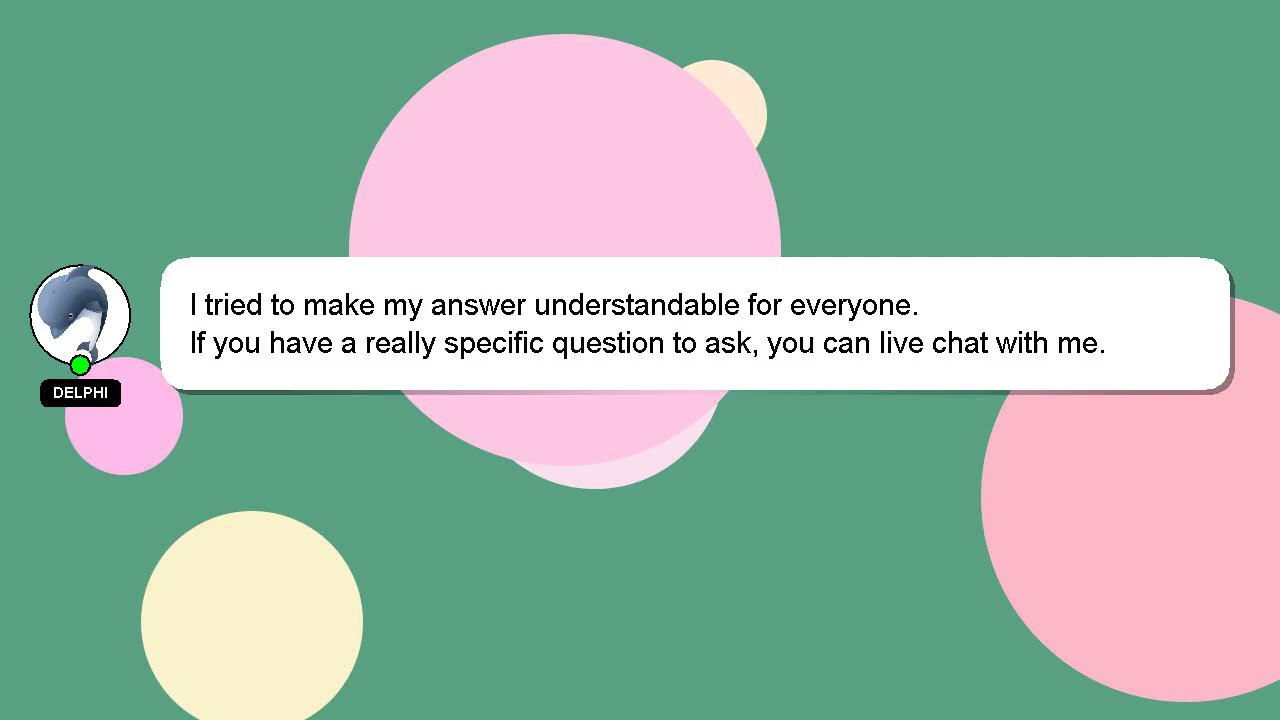 I tried to make my answer understandable for everyone.
If you have a really specific question to ask, you can live chat with me.
DELPHI